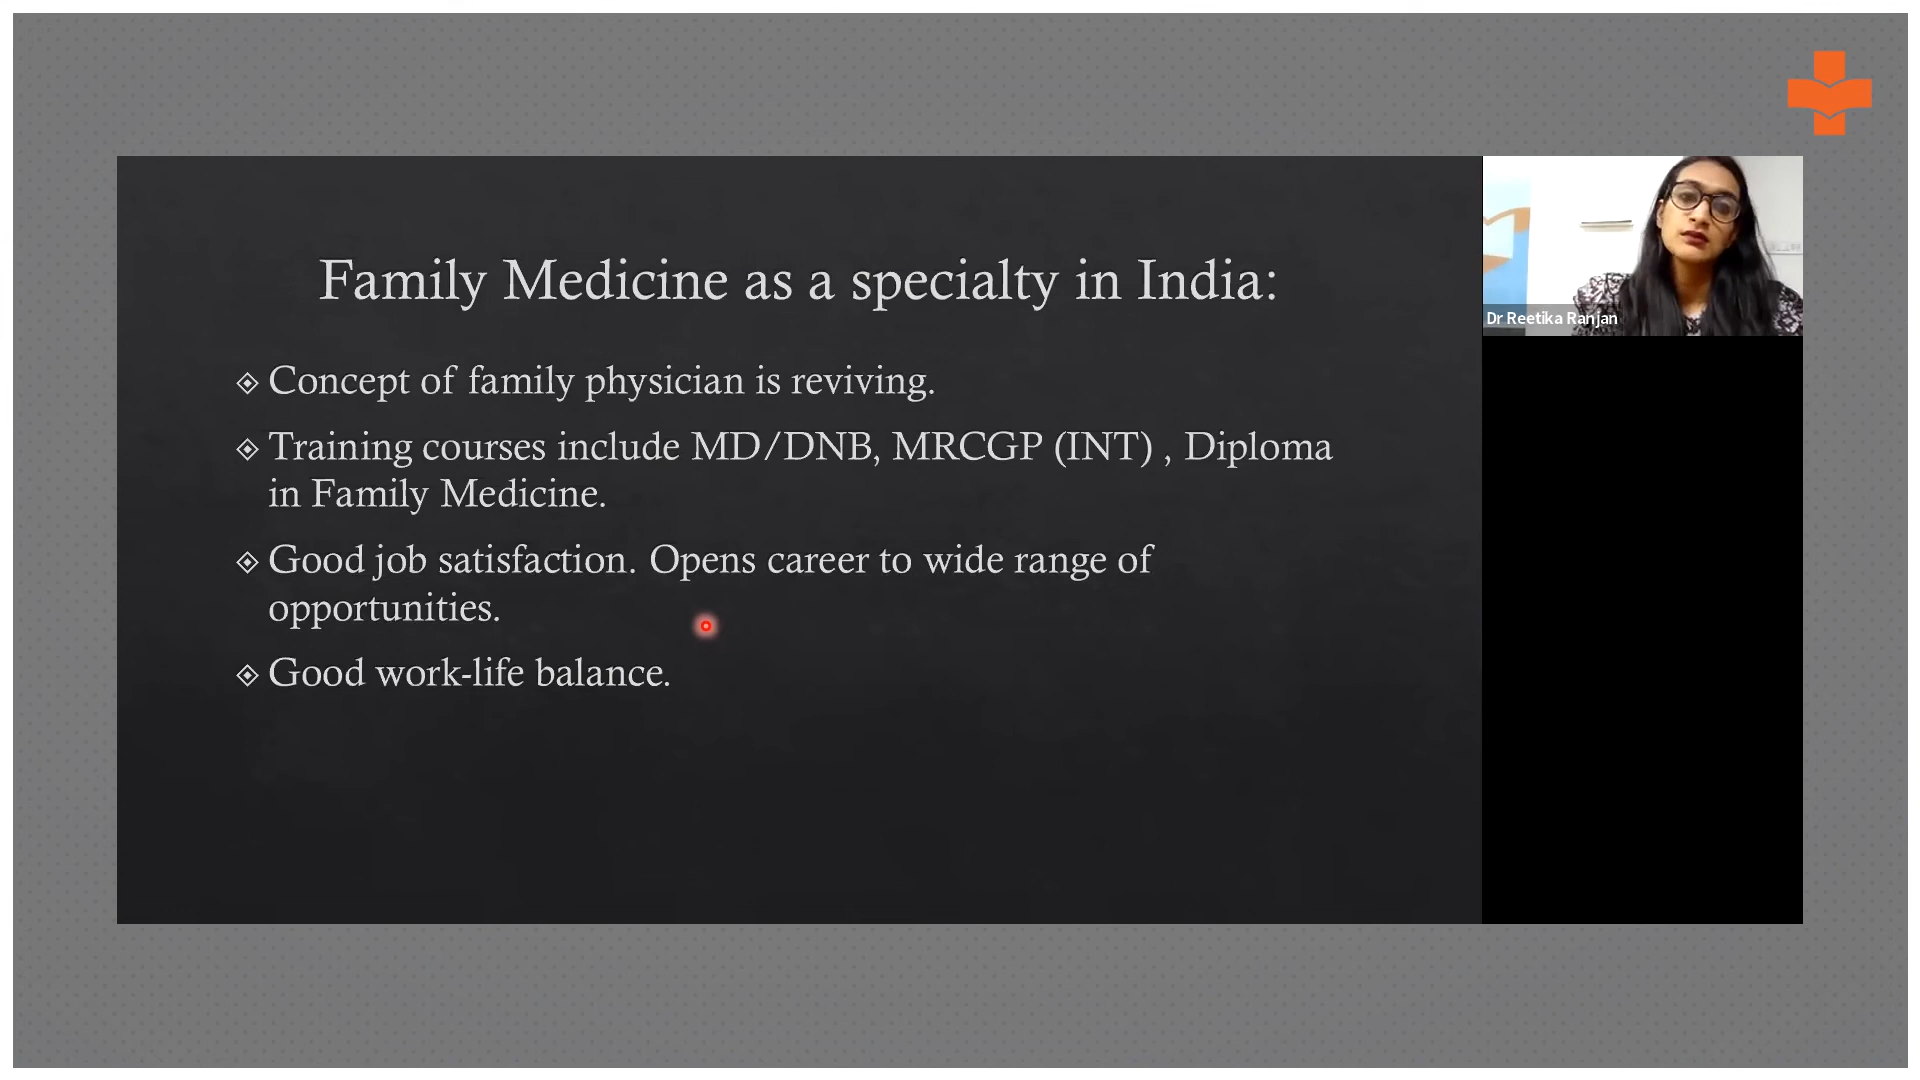 Family Medicine as a specialty in India:
Concept of family physician is reviving.
Training courses include MD/DNB, MRCGP (INT) , Diploma
in Family Medicine.
Good job satisfaction. Opens career to wide range of
opportunities.
Good work-life balance.
Dr Reetika Ranjan